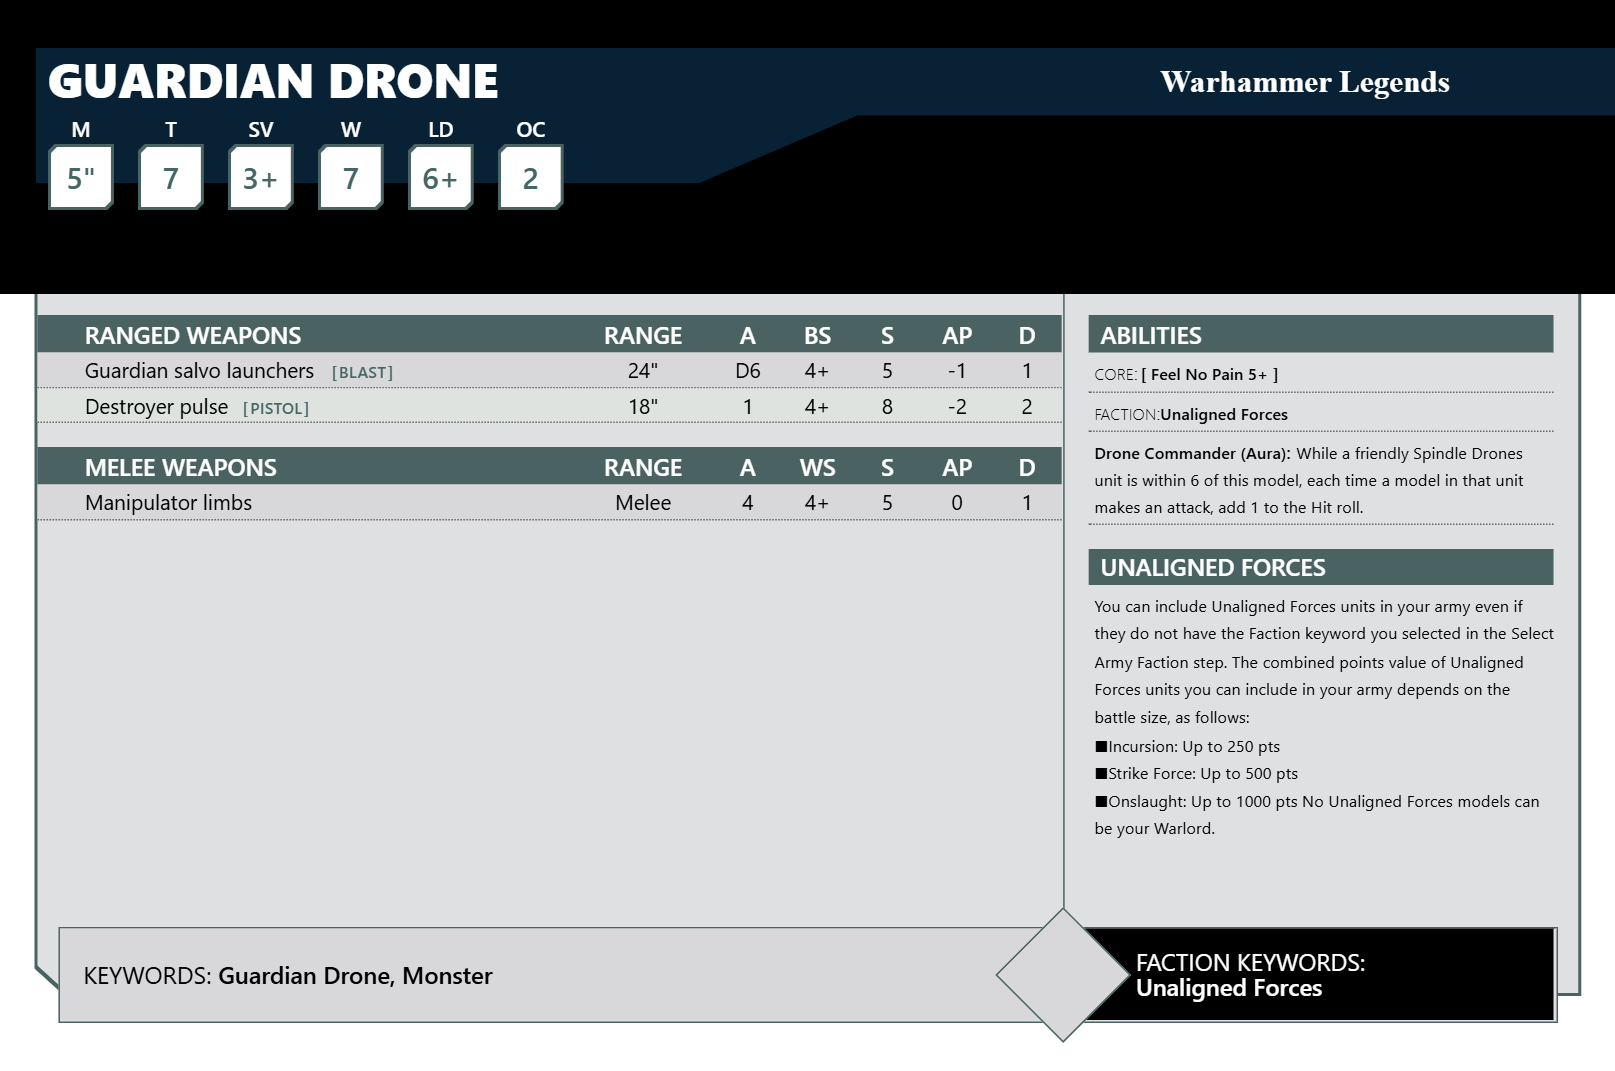 GUARDIAN DRONE
Warhammer Legends
M T SV W LD OC
5" 7 3+ 7 6+ 2
RANGED WEAPONS RANGE A BS S AP D
Guardian salvo launchers [BLAST] 24" D6 4+ 5 -1 1
Destroyer pulse [PISTOL] 18" 1 4+ 8 -2 2
MELEE WEAPONS RANGE A WS S AP D
Manipulator limbs Melee 4 4+ 5 0 1
ABILITIES
CORE: [ Feel No Pain 5+ ]
FACTION:Unaligned Forces
Drone Commander (Aura): While a friendly Spindle Drones
unit is within 6 of this model, each time a model in that unit
makes an attack, add 1 to the Hit roll.
UNALIGNED FORCES
You can include Unaligned Forces units in your army even if
they do not have the Faction keyword you selected in the Select
Army Faction step. The combined points value of Unaligned
Forces units you can include in your army depends on the
battle size, as follows:
■Incursion: Up to 250 pts
■Strike Force: Up to 500 pts
■Onslaught: Up to 1000 pts No Unaligned Forces models can
be your Warlord.
KEYWORDS: Guardian Drone, Monster
FACTION KEYWORDS:
Unaligned Forces